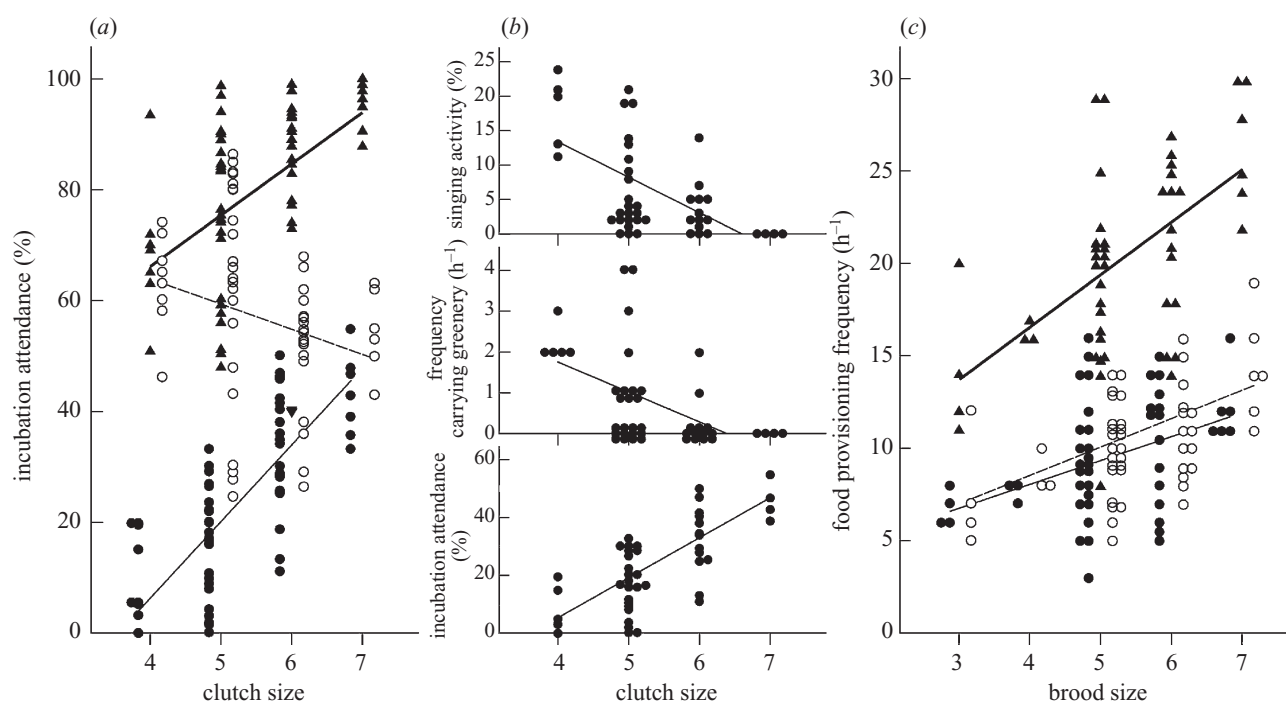 (a)
(b)
(c)
incubation attendance (%)
100
80
60
40
20
0
4 5 6 7
clutch size
singing activity (%)
25
20
15
10
5
0
frequency
carrying greenery (h⁻¹)
4
3
2
1
0
incubation attendance
(%)
60
40
20
0
4 5 6 7
clutch size
food provisioning frequency (h⁻¹)
30
25
20
15
10
5
0
3 4 5 6 7
brood size